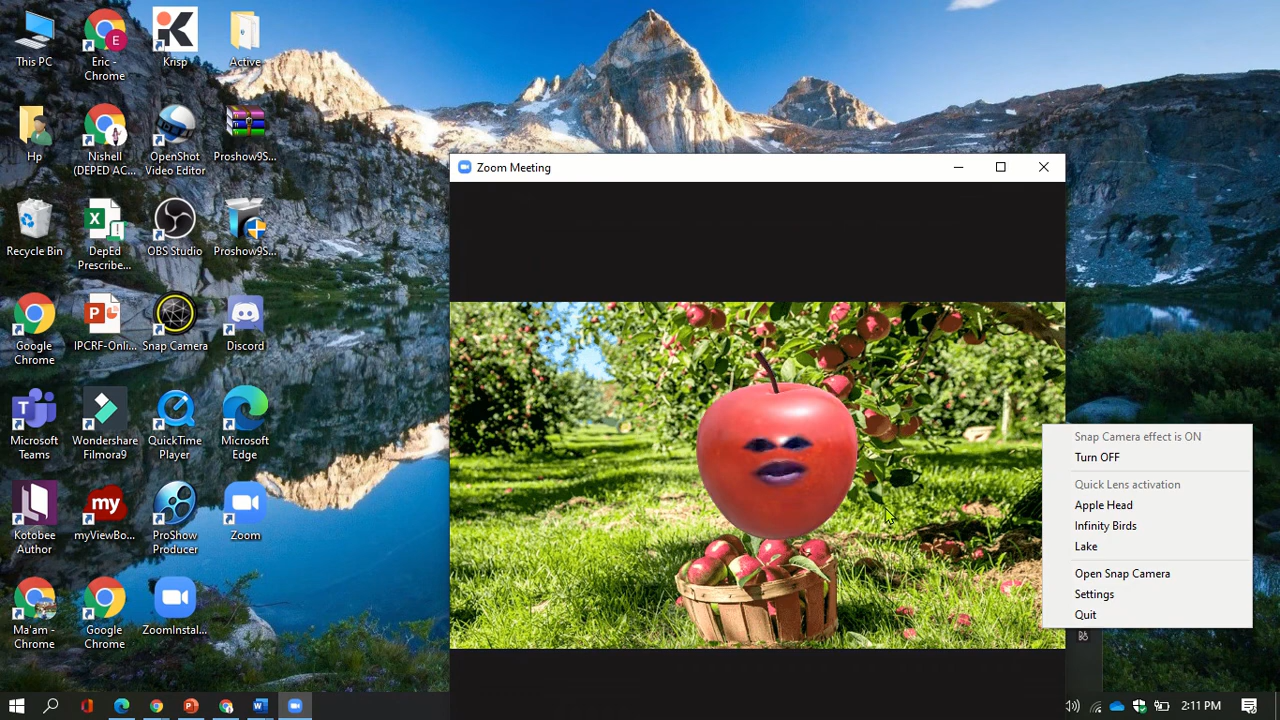 This PC
Eric -
Chrome
E
Krisp
Active
Hp
Nishell
(DEPED AC...
OpenShot
Video Editor
Proshow9S...
Recycle Bin
DepEd
Prescribe...
OBS Studio
Proshow9S...
Google
Chrome
IPCRF-Onli...
Snap Camera
Discord
Microsoft
Teams
Wondershare
Filmora9
QuickTime
Player
Microsoft
Edge
Kotobee
Author
my
myViewBo...
ProShow
Producer
Zoom
Ma'am -
Chrome
Google
Chrome
ZoomInstal...
Zoom Meeting
Snap Camera effect is ON
Turn OFF
Quick Lens activation
Apple Head
Infinity Birds
Lake
Open Snap Camera
Settings
Quit
2:11 PM